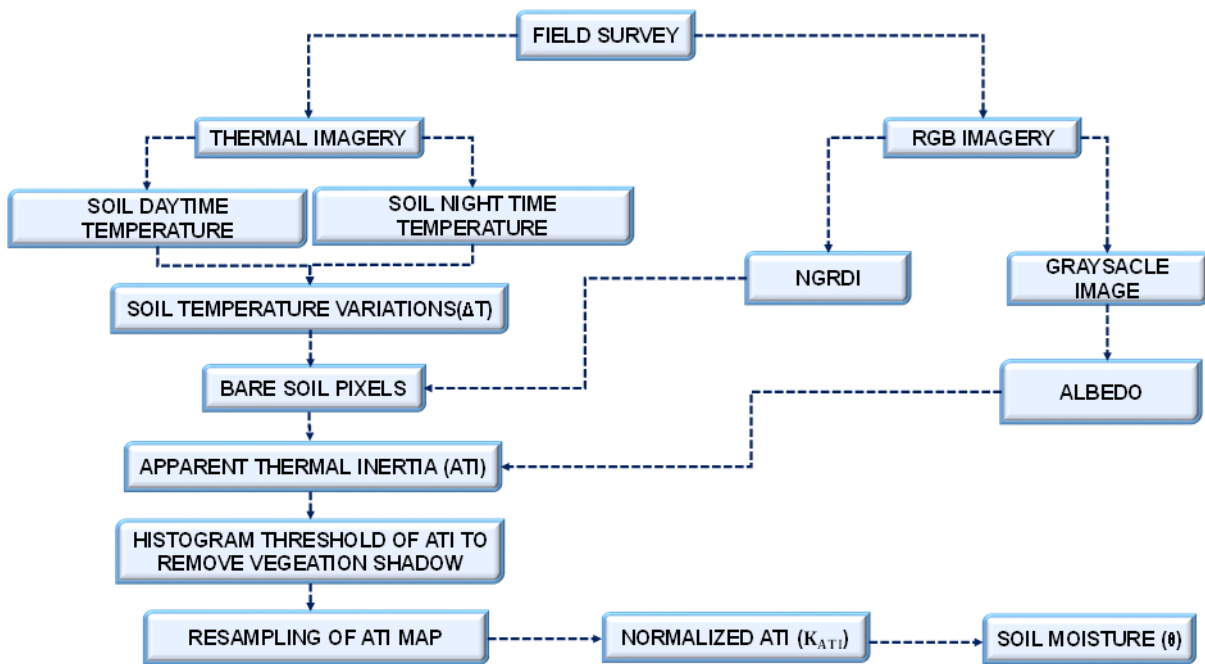 FIELD SURVEY
THERMAL IMAGERY
RGB IMAGERY
SOIL DAYTIME
TEMPERATURE
SOIL NIGHT TIME
TEMPERATURE
NGRDI
GRAYSACLE
IMAGE
SOIL TEMPERATURE VARIATIONS(ΔT)
BARE SOIL PIXELS
ALBEDO
APPARENT THERMAL INERTIA (ATI)
HISTOGRAM THRESHOLD OF ATI TO
REMOVE VEGEATION SHADOW
RESAMPLING OF ATI MAP
NORMALIZED ATI (K_ATI)
SOIL MOISTURE (θ)